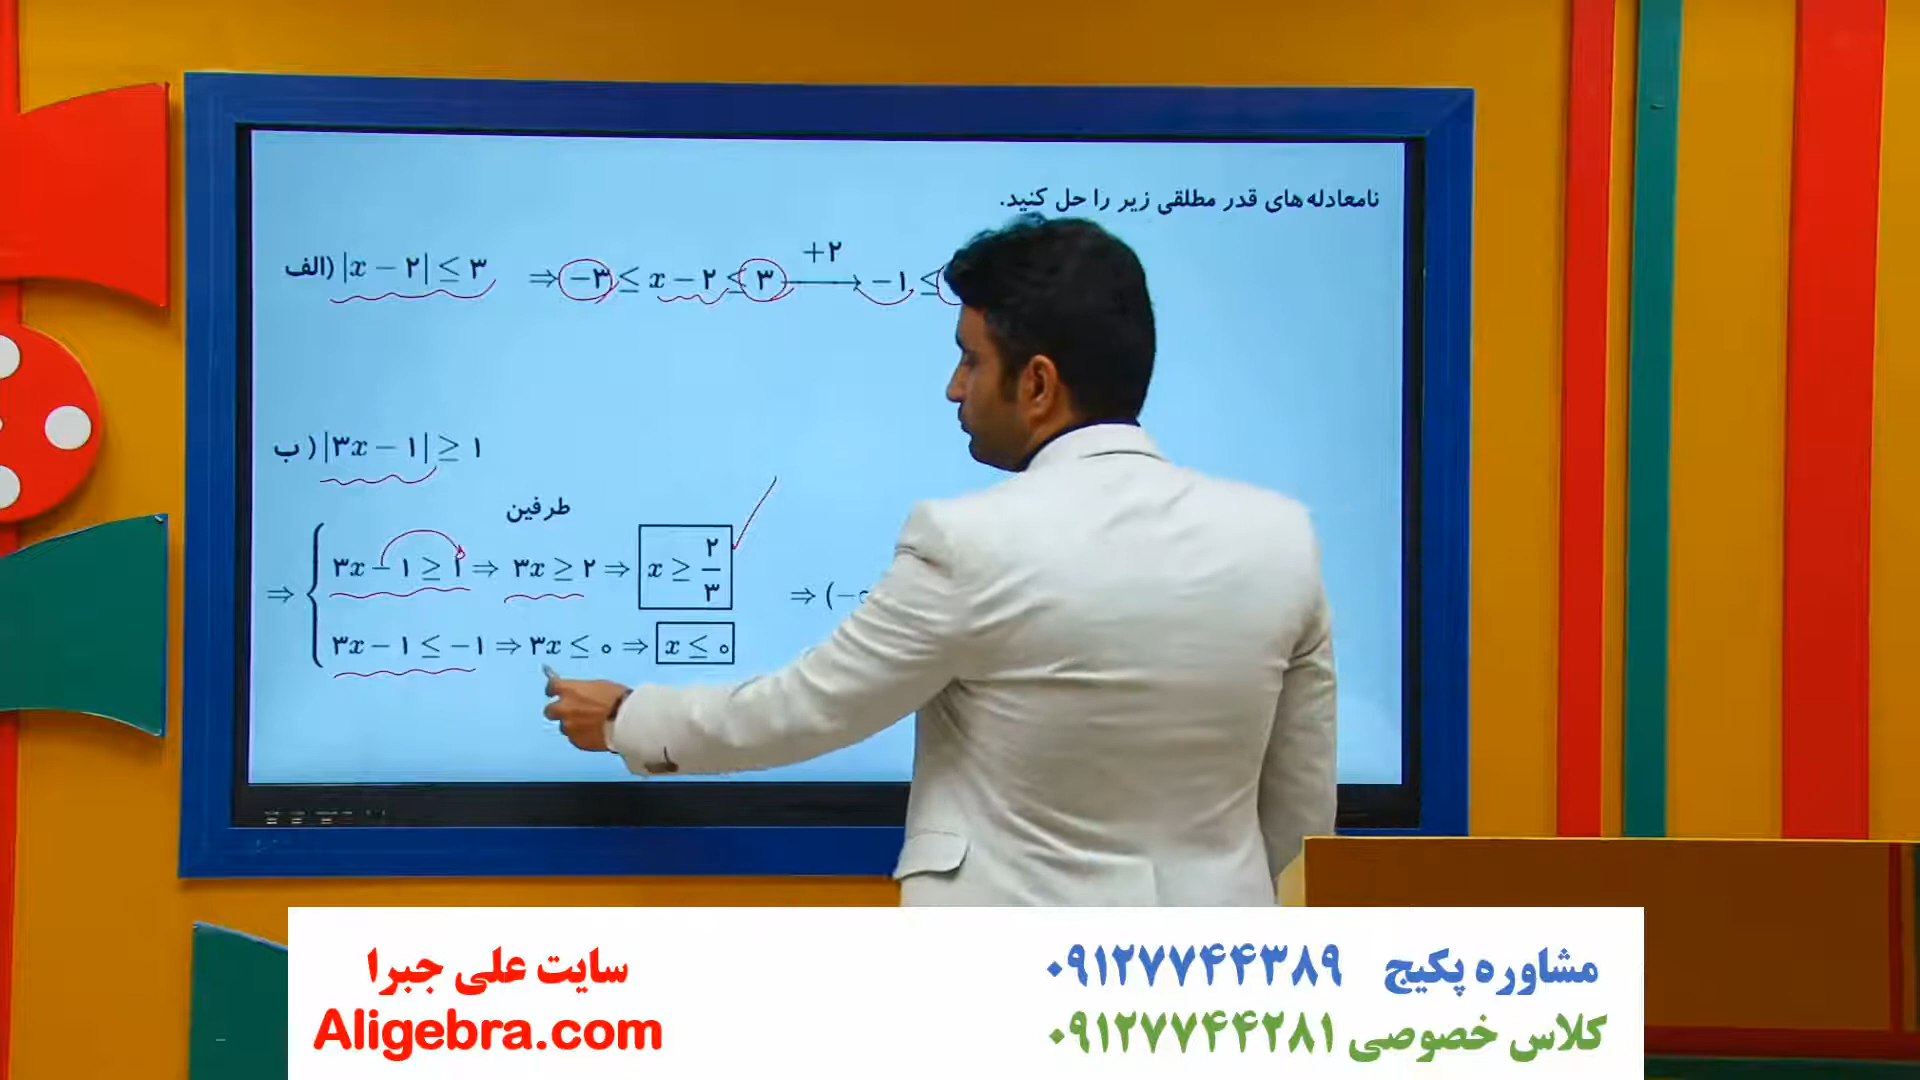 نامعادله های قدر مطلقی زیر را حل کنید.
الف) |x − ۲| ≤ ۳ ⇒ −۳ ≤ x − ۲ ≤ ۳ +۲⟶ −۱ ≤
ب) |۳x − ۱| ≥ ۱
طرفین
۳x − ۱ ≥ ۱ ⇒ ۳x ≥ ۲ ⇒ x ≥ ۲/۳
⇒ { ⇒ (−
۳x − ۱ ≤ −۱ ⇒ ۳x ≤ ۰ ⇒ x ≤ ۰
سایت علی جبرا
Aligebra.com
مشاوره پکیج ۰۹۱۲۷۷۴۴۳۸۹
کلاس خصوصی ۰۹۱۲۷۷۴۴۲۸۱